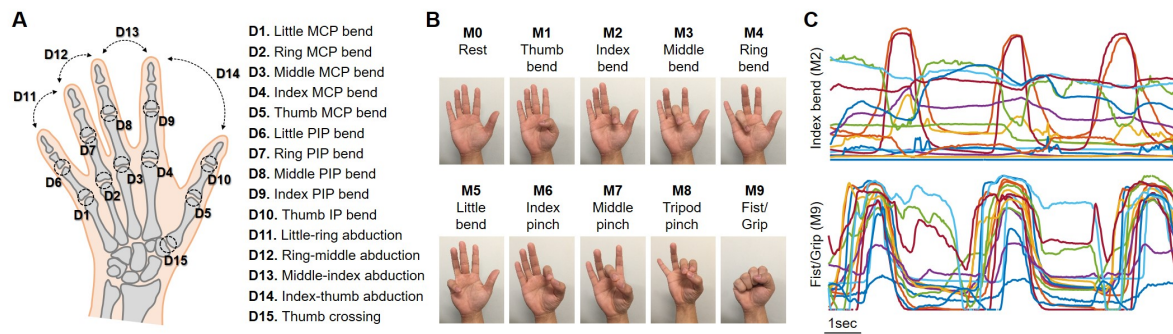 A
D13
D12
D14
D11
D8
D9
D7
D6
D3
D4
D10
D2
D1
D5
D15
D1. Little MCP bend
D2. Ring MCP bend
D3. Middle MCP bend
D4. Index MCP bend
D5. Thumb MCP bend
D6. Little PIP bend
D7. Ring PIP bend
D8. Middle PIP bend
D9. Index PIP bend
D10. Thumb IP bend
D11. Little-ring abduction
D12. Ring-middle abduction
D13. Middle-index abduction
D14. Index-thumb abduction
D15. Thumb crossing
B
M0
Rest
M1
Thumb
bend
M2
Index
bend
M3
Middle
bend
M4
Ring
bend
M5
Little
bend
M6
Index
pinch
M7
Middle
pinch
M8
Tripod
pinch
M9
Fist/
Grip
C
Index bend (M2)
Fist/Grip (M9)
1sec